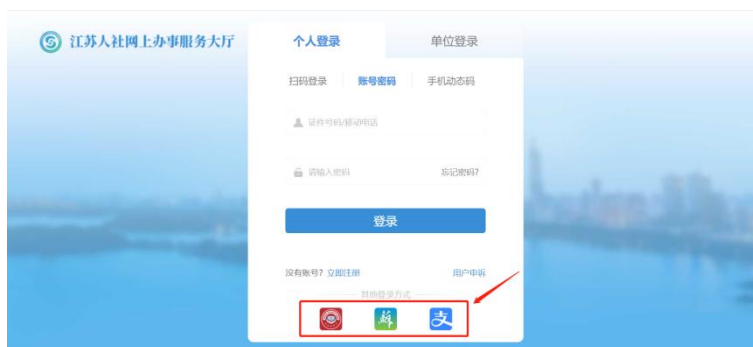 江苏人社网上办事服务大厅
个人登录 单位登录
扫码登录 账号密码 手机动态码
证件号码/移动电话
请输入密码 忘记密码?
登录
没有账号? 立即注册 用户申诉
其他登录方式
苏 支